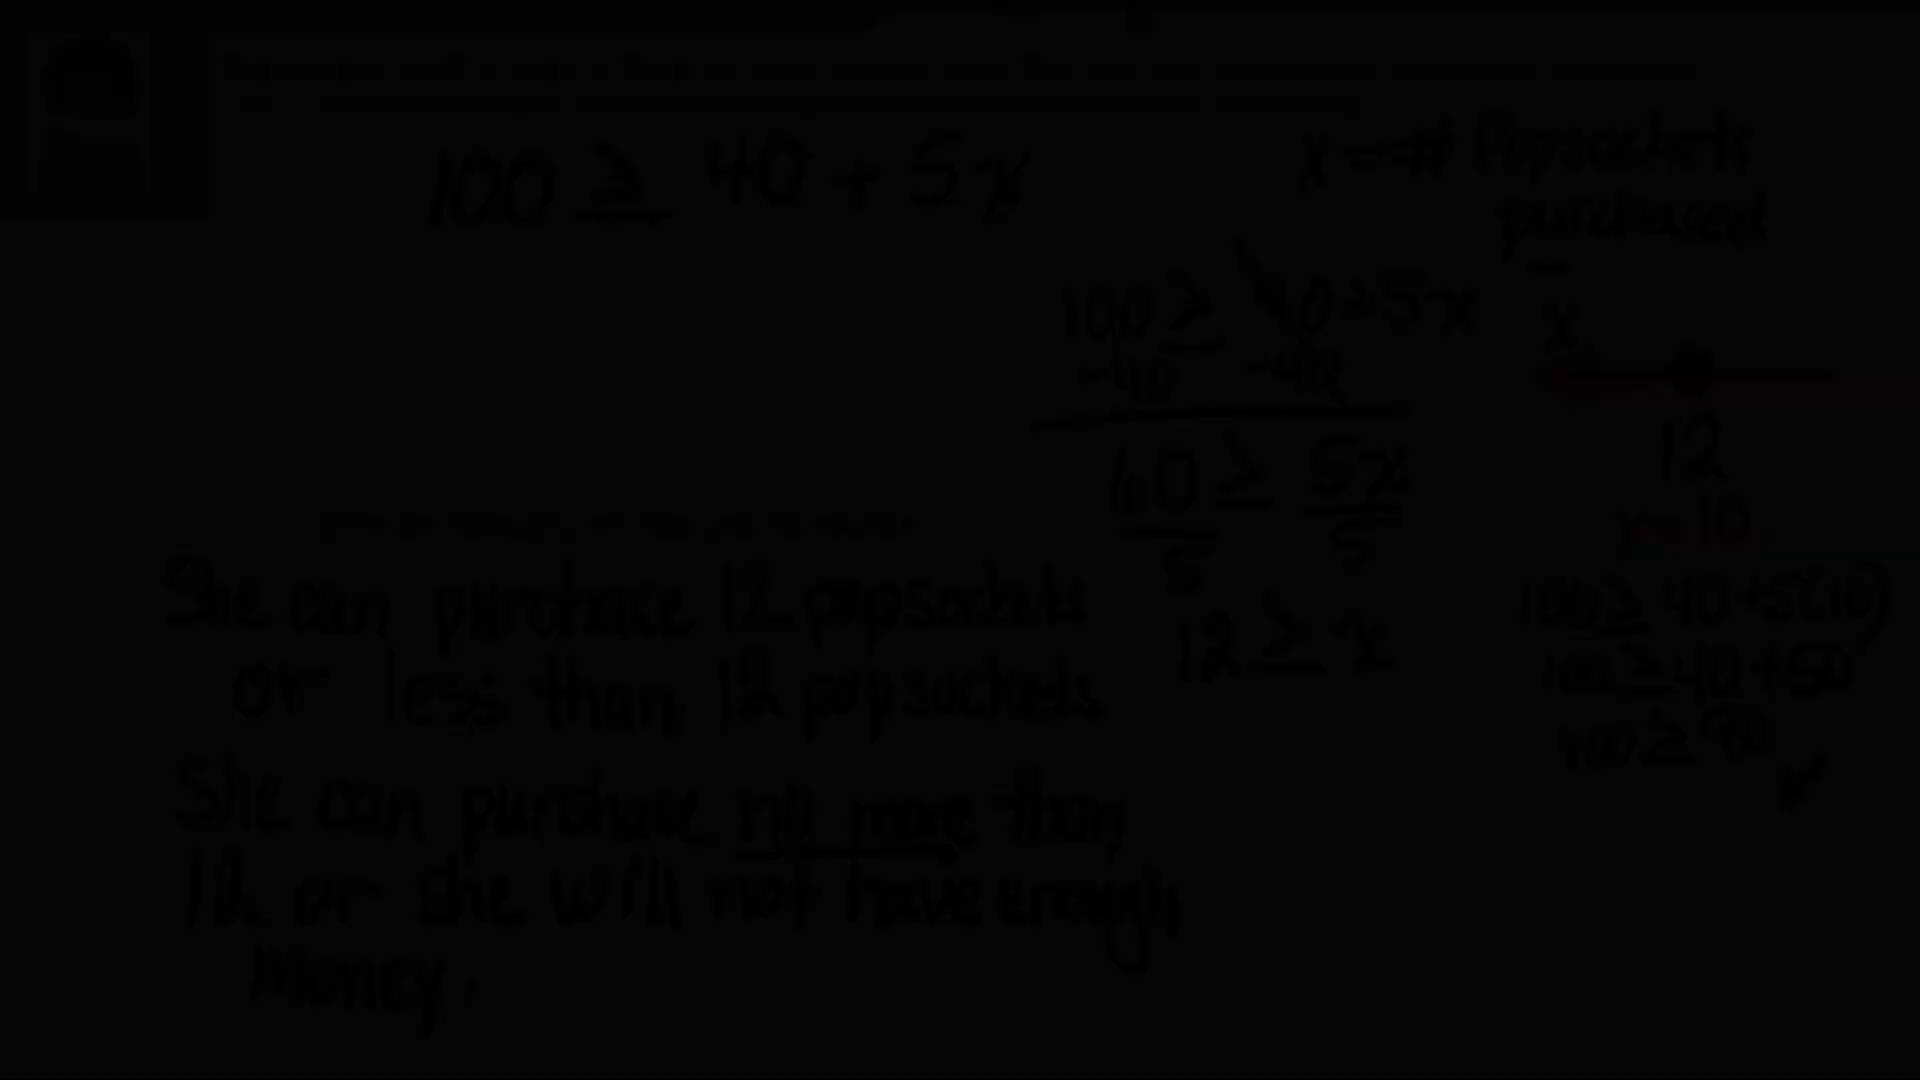 100 ≥ 40 + 5x
x = # Popsockets
purchased
100 ≥ 40 + 5x
-40 -40
60 ≥ 5x
5 5
12 ≥ x
x
12
x = 10
100 ≥ 40 + 5(10)
100 ≥ 40 + 50
100 ≥ 90
She can purchase 12 popsockets
or less than 12 popsockets
She can purchase no more than
12 or she will not have enough
money.